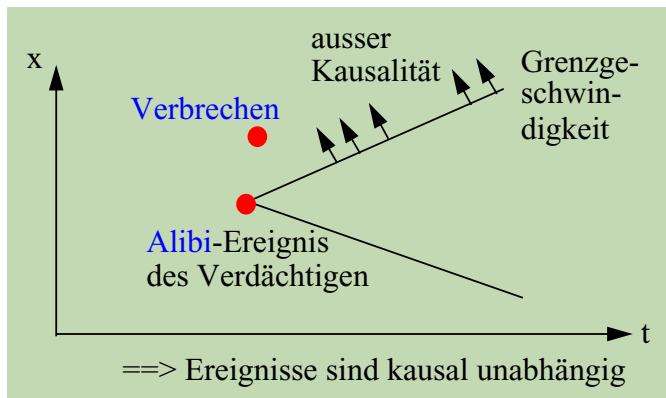 x
Verbrechen
ausser
Kausalität
Grenzge-
schwin-
digkeit
Alibi-Ereignis
des Verdächtigen
t
==> Ereignisse sind kausal unabhängig